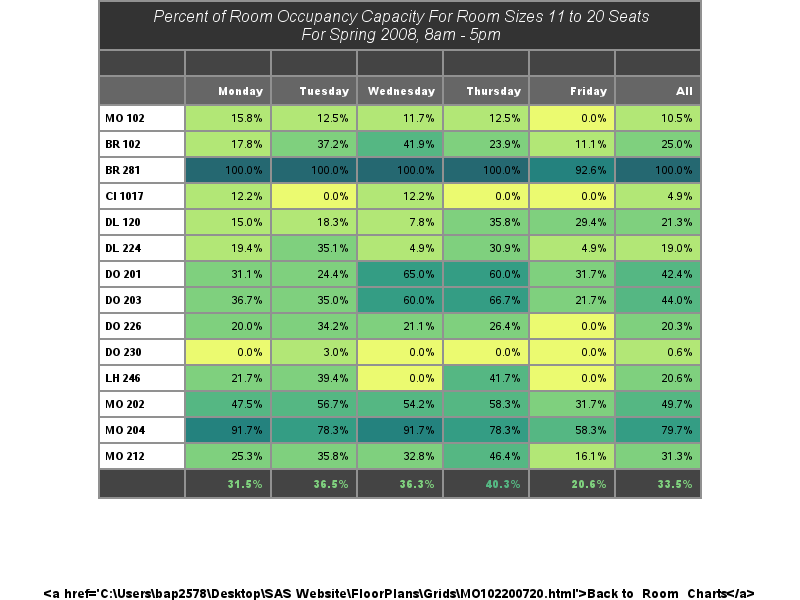 Percent of Room Occupancy Capacity For Room Sizes 11 to 20 Seats
For Spring 2008, 8am - 5pm
Monday Tuesday Wednesday Thursday Friday All
MO 102 15.8% 12.5% 11.7% 12.5% 0.0% 10.5%
BR 102 17.8% 37.2% 41.9% 23.9% 11.1% 25.0%
BR 281 100.0% 100.0% 100.0% 100.0% 92.6% 100.0%
CI 1017 12.2% 0.0% 12.2% 0.0% 0.0% 4.9%
DL 120 15.0% 18.3% 7.8% 35.8% 29.4% 21.3%
DL 224 19.4% 35.1% 4.9% 30.9% 4.9% 19.0%
DO 201 31.1% 24.4% 65.0% 60.0% 31.7% 42.4%
DO 203 36.7% 35.0% 60.0% 66.7% 21.7% 44.0%
DO 226 20.0% 34.2% 21.1% 26.4% 0.0% 20.3%
DO 230 0.0% 3.0% 0.0% 0.0% 0.0% 0.6%
LH 246 21.7% 39.4% 0.0% 41.7% 0.0% 20.6%
MO 202 47.5% 56.7% 54.2% 58.3% 31.7% 49.7%
MO 204 91.7% 78.3% 91.7% 78.3% 58.3% 79.7%
MO 212 25.3% 35.8% 32.8% 46.4% 16.1% 31.3%
31.5% 36.5% 36.3% 40.3% 20.6% 33.5%
<a href='C:\Users\bap2578\Desktop\SAS Website\FloorPlans\Grids\MO102200720.html'>Back to Room Charts</a>